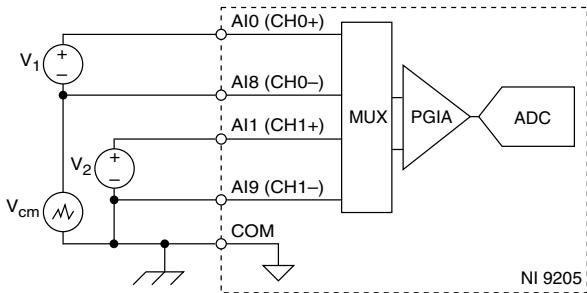 AI0 (CH0+)
+
V1
–
AI8 (CH0–)
AI1 (CH1+)
MUX
PGIA
ADC
+
V2
–
AI9 (CH1–)
Vcm
COM
NI 9205